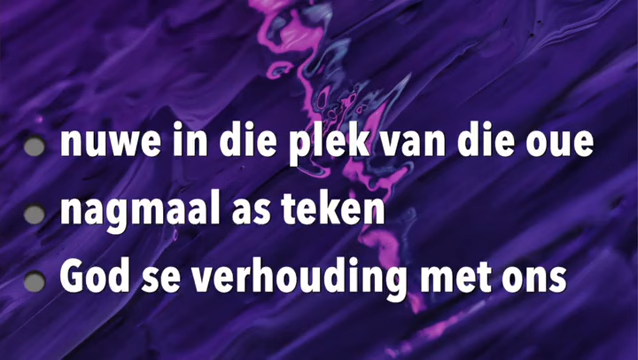 nuwe in die plek van die oue
nagmaal as teken
God se verhouding met ons